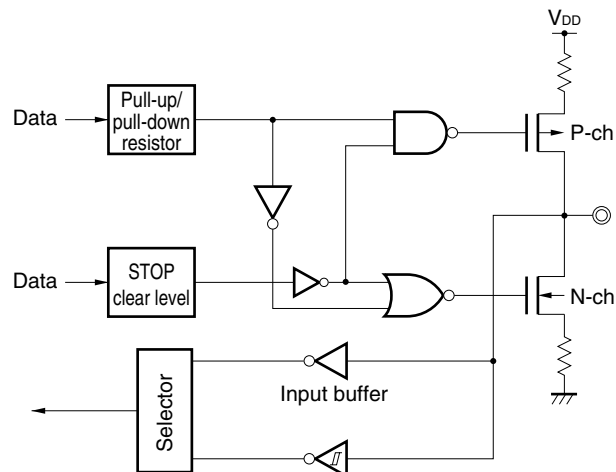 VDD
Data
Pull-up/
pull-down
resistor
P-ch
Data
STOP
clear level
N-ch
Selector
Input buffer